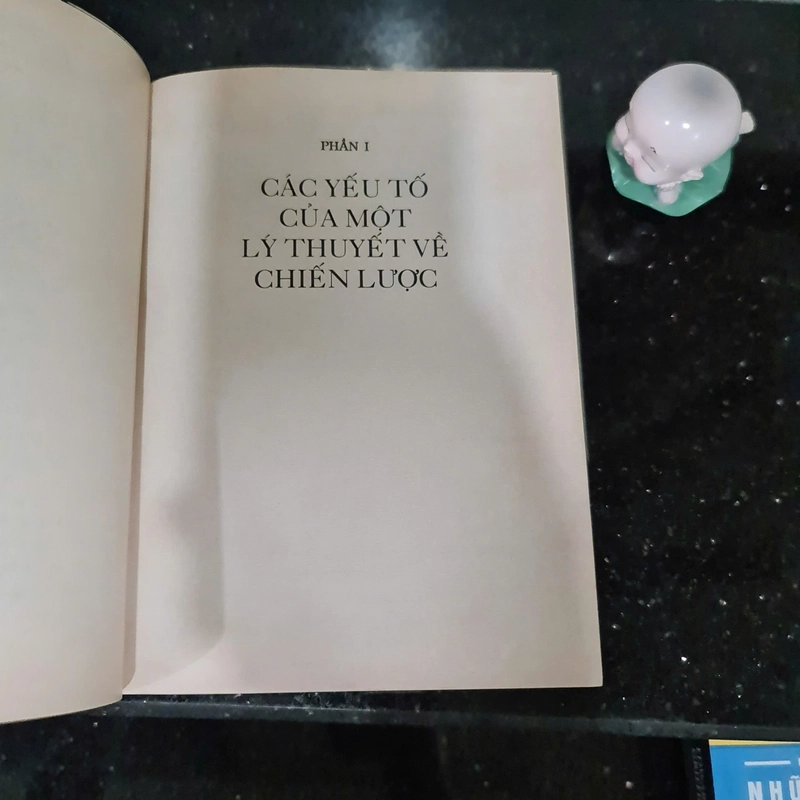 PHẦN I
CÁC YẾU TỐ
CỦA MỘT
LÝ THUYẾT VỀ
CHIẾN LƯỢC